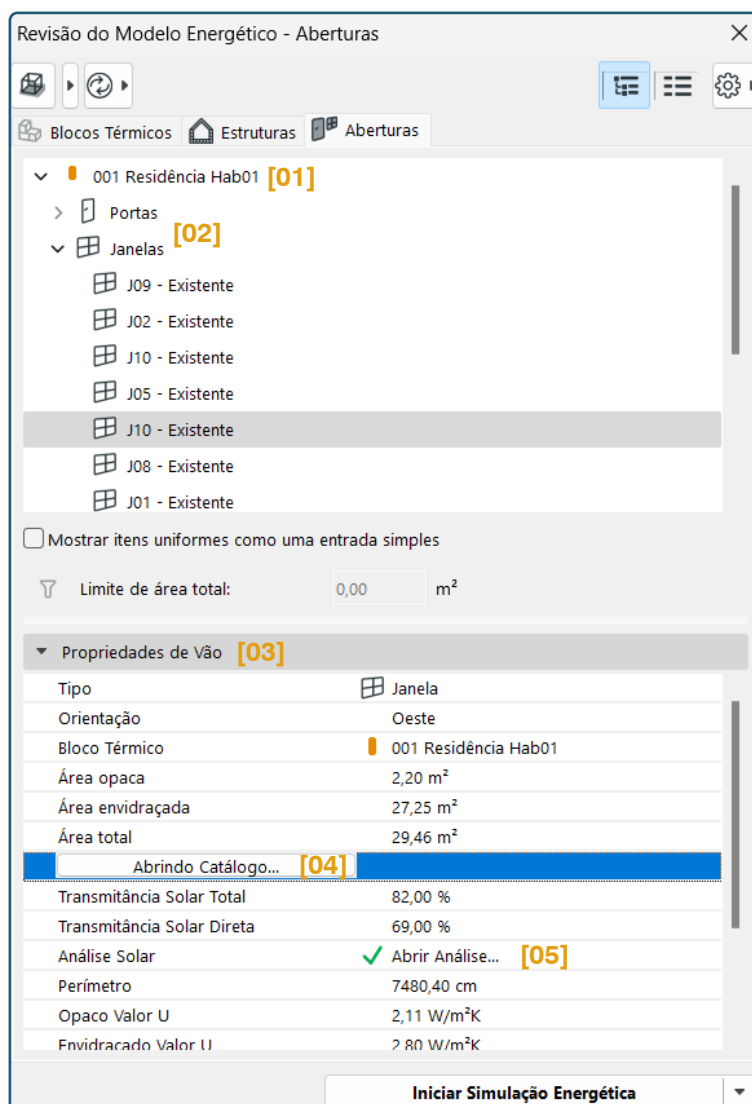 Revisão do Modelo Energético - Aberturas
Blocos Térmicos Estruturas Aberturas
001 Residência Hab01 [01]
Portas
[02]
Janelas
J09 - Existente
J02 - Existente
J10 - Existente
J05 - Existente
J10 - Existente
J08 - Existente
J01 - Existente
Mostrar itens uniformes como uma entrada simples
Limite de área total: 0,00 m²
Propriedades de Vão [03]
Tipo Janela
Orientação Oeste
Bloco Térmico 001 Residência Hab01
Área opaca 2,20 m²
Área envidraçada 27,25 m²
Área total 29,46 m²
Abrindo Catálogo... [04]
Transmitância Solar Total 82,00 %
Transmitância Solar Direta 69,00 %
Análise Solar Abrir Análise... [05]
Perímetro 7480,40 cm
Opaco Valor U 2,11 W/m²K
Envidraçado Valor U 2,80 W/m²K
Iniciar Simulação Energética